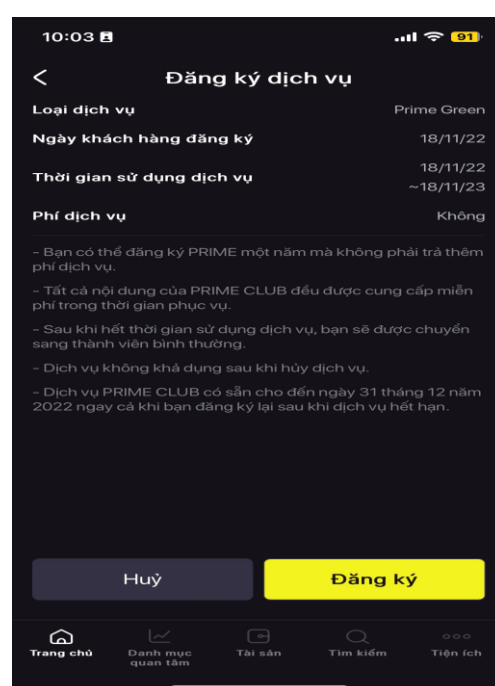 10:03
91
Đăng ký dịch vụ
Loại dịch vụ Prime Green
Ngày khách hàng đăng ký 18/11/22
Thời gian sử dụng dịch vụ 18/11/22
~18/11/23
Phí dịch vụ Không
- Bạn có thể đăng ký PRIME một năm mà không phải trả thêm
phí dịch vụ.
- Tất cả nội dung của PRIME CLUB đều được cung cấp miễn
phí trong thời gian phục vụ.
- Sau khi hết thời gian sử dụng dịch vụ, bạn sẽ được chuyển
sang thành viên bình thường.
- Dịch vụ không khả dụng sau khi hủy dịch vụ.
- Dịch vụ PRIME CLUB có sẵn cho đến ngày 31 tháng 12 năm
2022 ngay cả khi bạn đăng ký lại sau khi dịch vụ hết hạn.
Huỷ
Đăng ký
Trang chủ
Danh mục
quan tâm
Tài sản
Tìm kiếm
Tiện ích